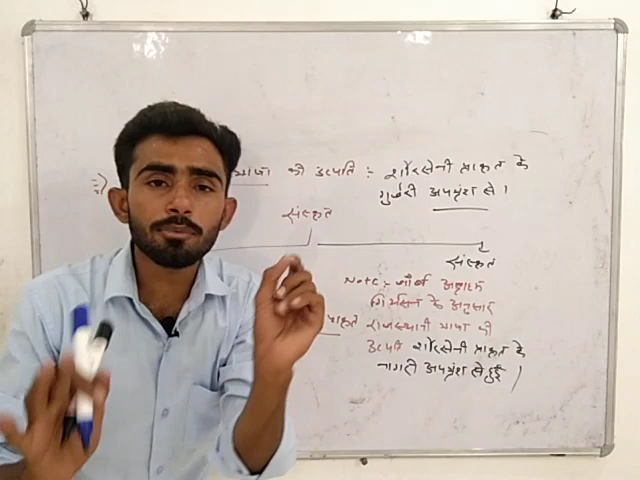 भाषा की उत्पति :- शौरसेनी प्राकृत के
गुर्जरी अपभ्रंश से।
संस्कृत
संस्कृत
Note :- जॉर्ज अब्राहम
ग्रियर्सन के अनुसार
प्राकृत राजस्थानी भाषा की
उत्पति शौरसेनी प्राकृत के
नागरी अपभ्रंश से हुई।